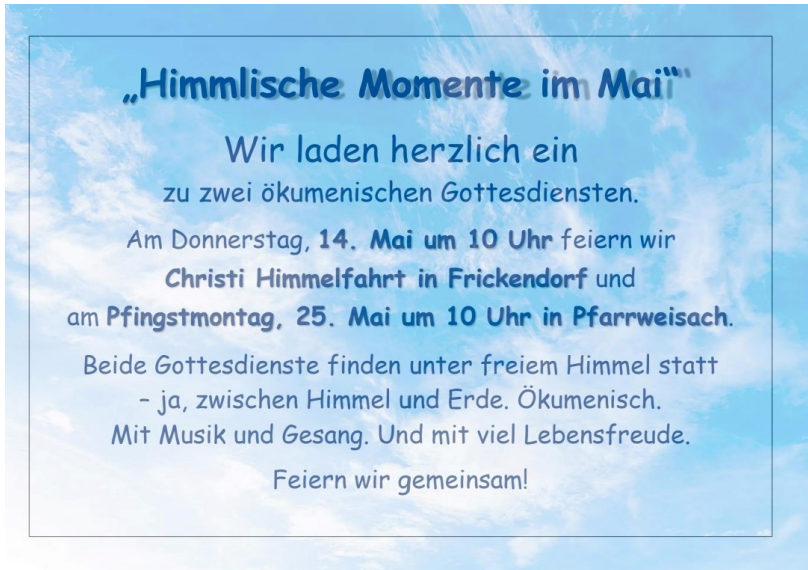 „Himmlische Momente im Mai“
Wir laden herzlich ein
zu zwei ökumenischen Gottesdiensten.
Am Donnerstag, 14. Mai um 10 Uhr feiern wir
Christi Himmelfahrt in Frickendorf und
am Pfingstmontag, 25. Mai um 10 Uhr in Pfarrweisach.
Beide Gottesdienste finden unter freiem Himmel statt
– ja, zwischen Himmel und Erde. Ökumenisch.
Mit Musik und Gesang. Und mit viel Lebensfreude.
Feiern wir gemeinsam!